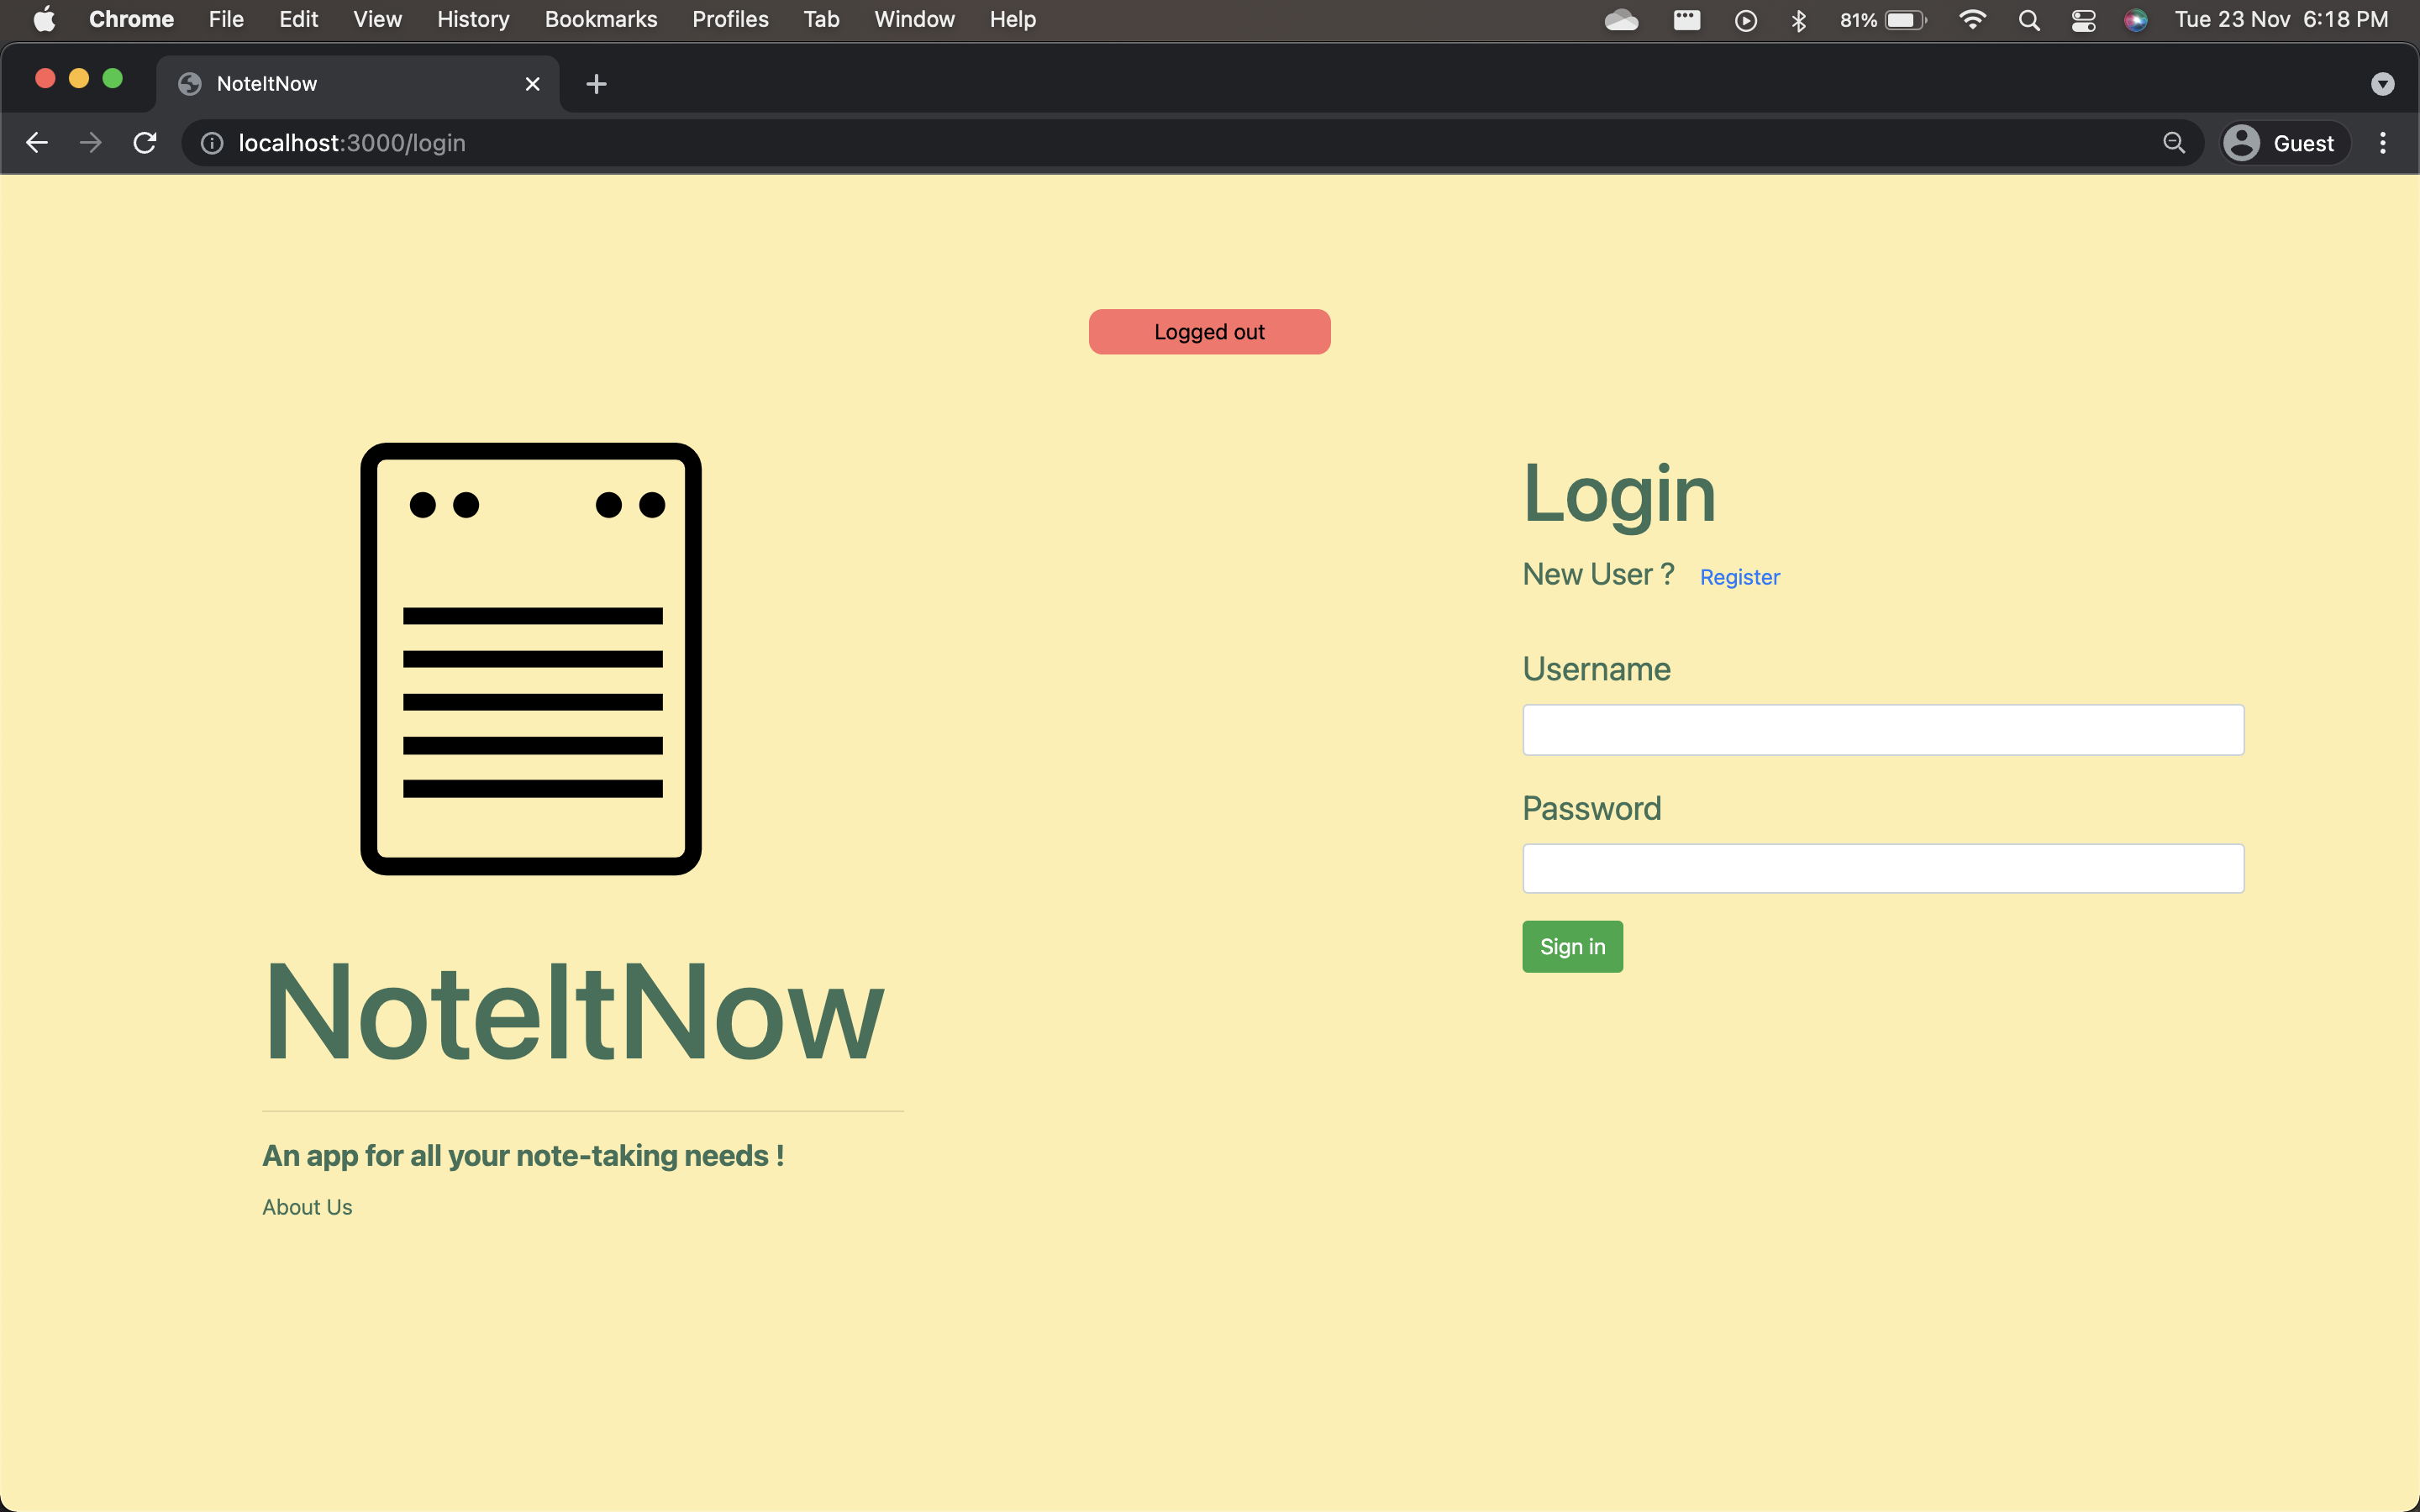 Chrome File Edit View History Bookmarks Profiles Tab Window Help 81% Tue 23 Nov 6:18 PM
NoteItNow
localhost:3000/login Guest
Logged out
Login
New User ? Register
Username
Password
Sign in
NoteItNow
An app for all your note-taking needs !
About Us